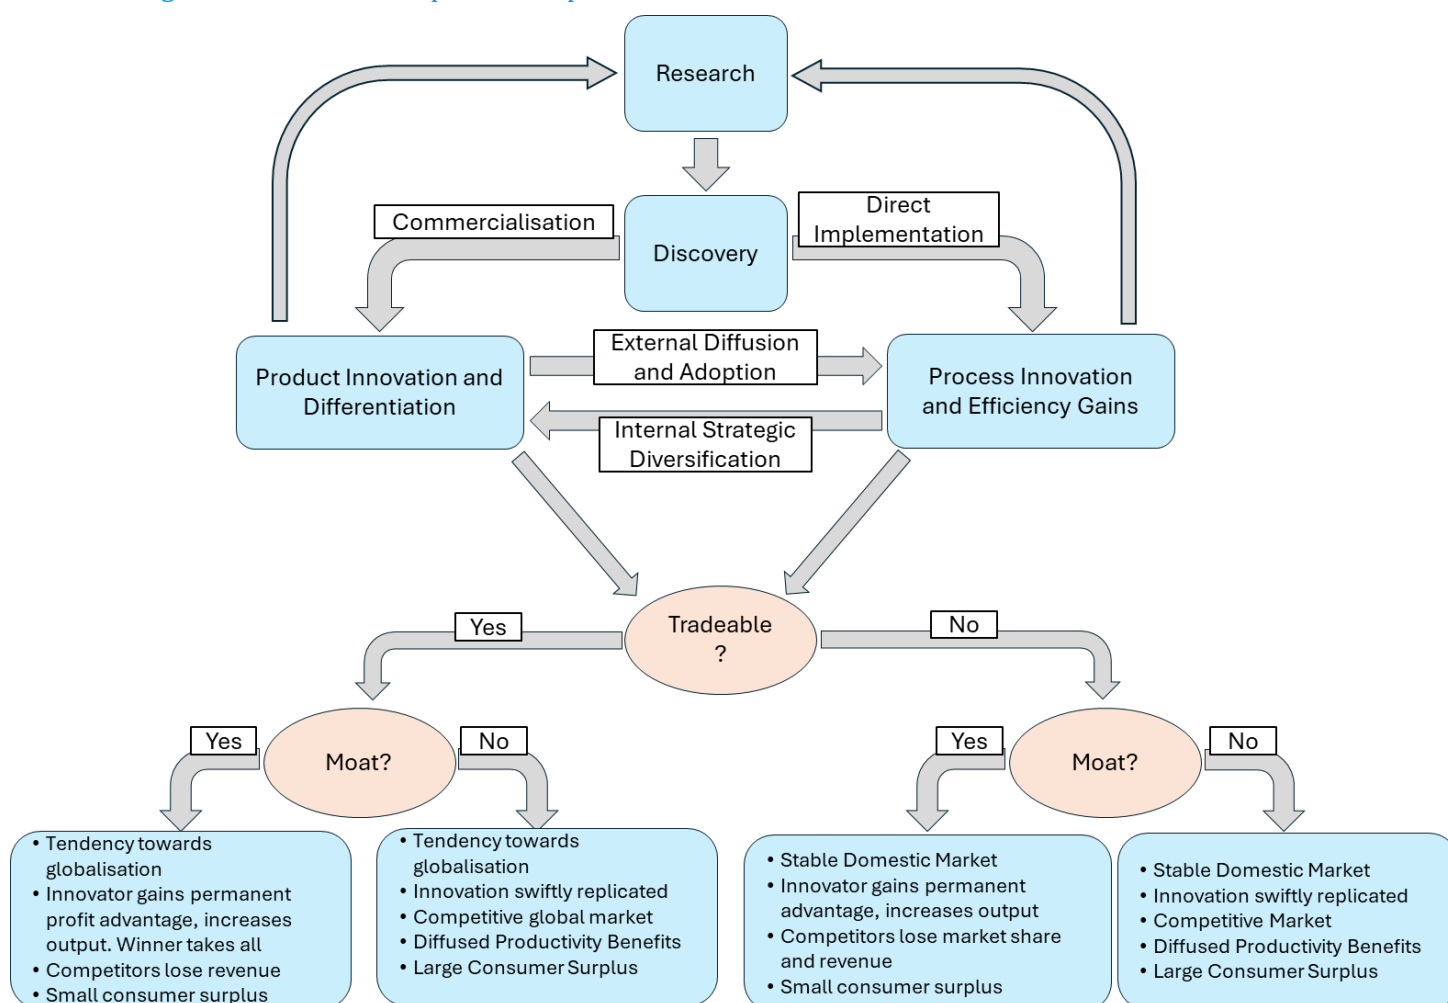 Research
Commercialisation
Direct
Implementation
Discovery
External Diffusion
and Adoption
Product Innovation and
Differentiation
Process Innovation
and Efficiency Gains
Internal Strategic
Diversification
Tradeable
?
Yes
No
Yes
Moat?
No
Yes
Moat?
No
• Tendency towards
globalisation
• Innovator gains permanent
profit advantage, increases
output. Winner takes all
• Competitors lose revenue
• Small consumer surplus
• Tendency towards
globalisation
• Innovation swiftly replicated
• Competitive global market
• Diffused Productivity Benefits
• Large Consumer Surplus
• Stable Domestic Market
• Innovator gains permanent
advantage, increases output
• Competitors lose market share
and revenue
• Small consumer surplus
• Stable Domestic Market
• Innovation swiftly replicated
• Competitive Market
• Diffused Productivity Benefits
• Large Consumer Surplus